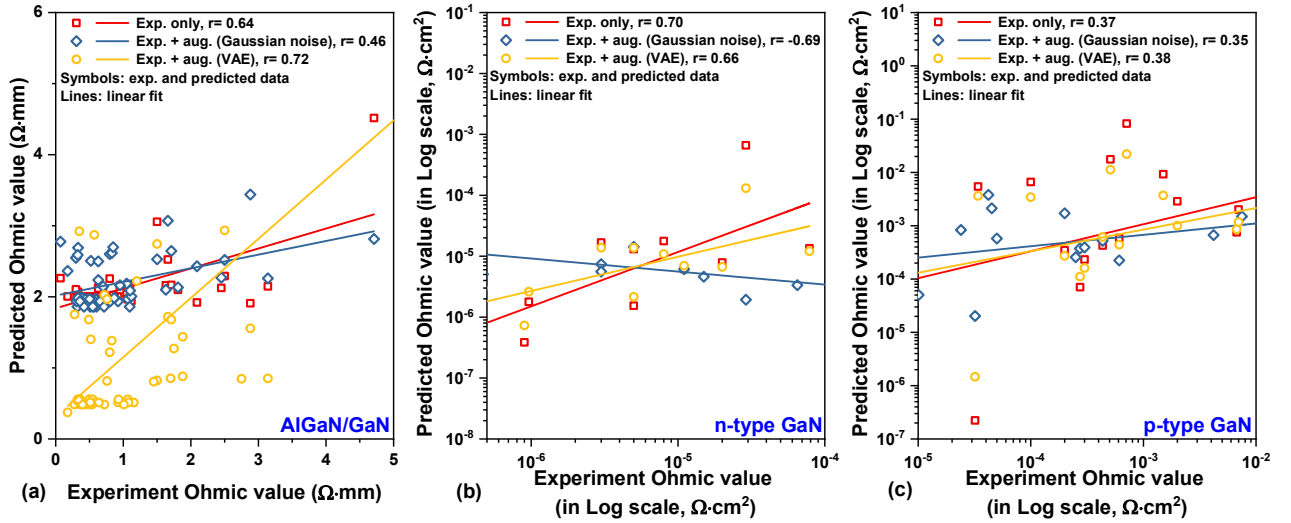 Predicted Ohmic value (Ω·mm)
6
4
2
0
Exp. only, r= 0.64
Exp. + aug. (Gaussian noise), r= 0.46
Exp. + aug. (VAE), r= 0.72
Symbols: exp. and predicted data
Lines: linear fit
AlGaN/GaN
0 1 2 3 4 5
(a) Experiment Ohmic value (Ω·mm)
Predicted Ohmic value (in Log scale, Ω·cm²)
10⁻¹
10⁻²
10⁻³
10⁻⁴
10⁻⁵
10⁻⁶
10⁻⁷
10⁻⁸
Exp. only, r= 0.70
Exp. + aug. (Gaussian noise), r= -0.69
Exp. + aug. (VAE), r= 0.66
Symbols: exp. and predicted data
Lines: linear fit
n-type GaN
10⁻⁶ 10⁻⁵ 10⁻⁴
(b) Experiment Ohmic value
(in Log scale, Ω·cm²)
Predicted Ohmic value (in Log scale, Ω·cm²)
10¹
10⁰
10⁻¹
10⁻²
10⁻³
10⁻⁴
10⁻⁵
10⁻⁶
10⁻⁷
Exp. only, r= 0.37
Exp. + aug. (Gaussian noise), r= 0.35
Exp. + aug. (VAE), r= 0.38
Symbols: exp. and predicted data
Lines: linear fit
p-type GaN
10⁻⁵ 10⁻⁴ 10⁻³ 10⁻²
(c) Experiment Ohmic value
(in Log scale, Ω·cm²)